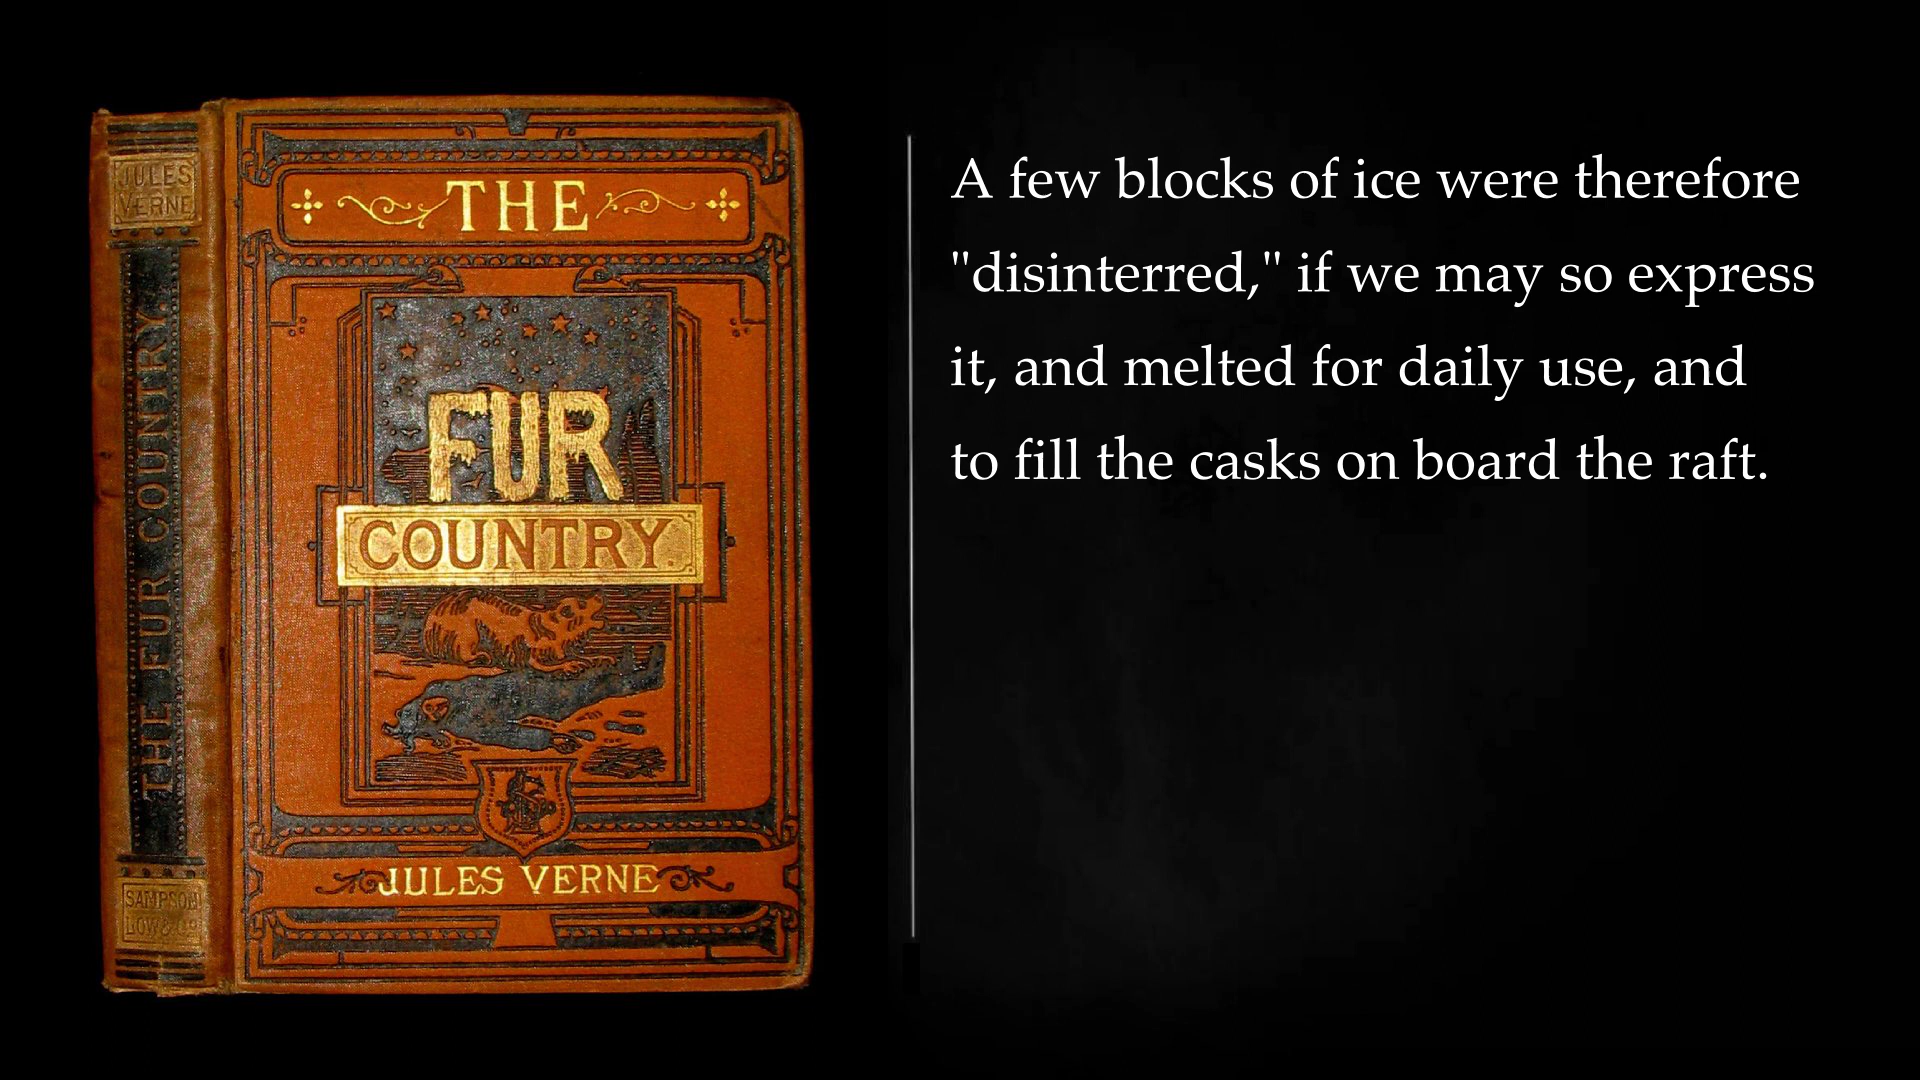 JULES
VERNE
THE FUR COUNTRY.
SAMPSON
LOW & Co
THE
FUR
COUNTRY.
JULES VERNE
A few blocks of ice were therefore
"disinterred," if we may so express
it, and melted for daily use, and
to fill the casks on board the raft.